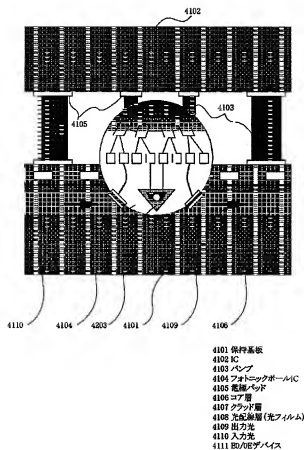 4102
4105
4103
4110
4104
4203
4101
4109
4106
4101 保持基板
4102 IC
4103 バンプ
4104 フォトニックボールIC
4105 電極パッド
4106 コア層
4107 クラッド層
4108 光配線層(光フィルム)
4109 出力光
4110 入力光
4111 EO/OEデバイス